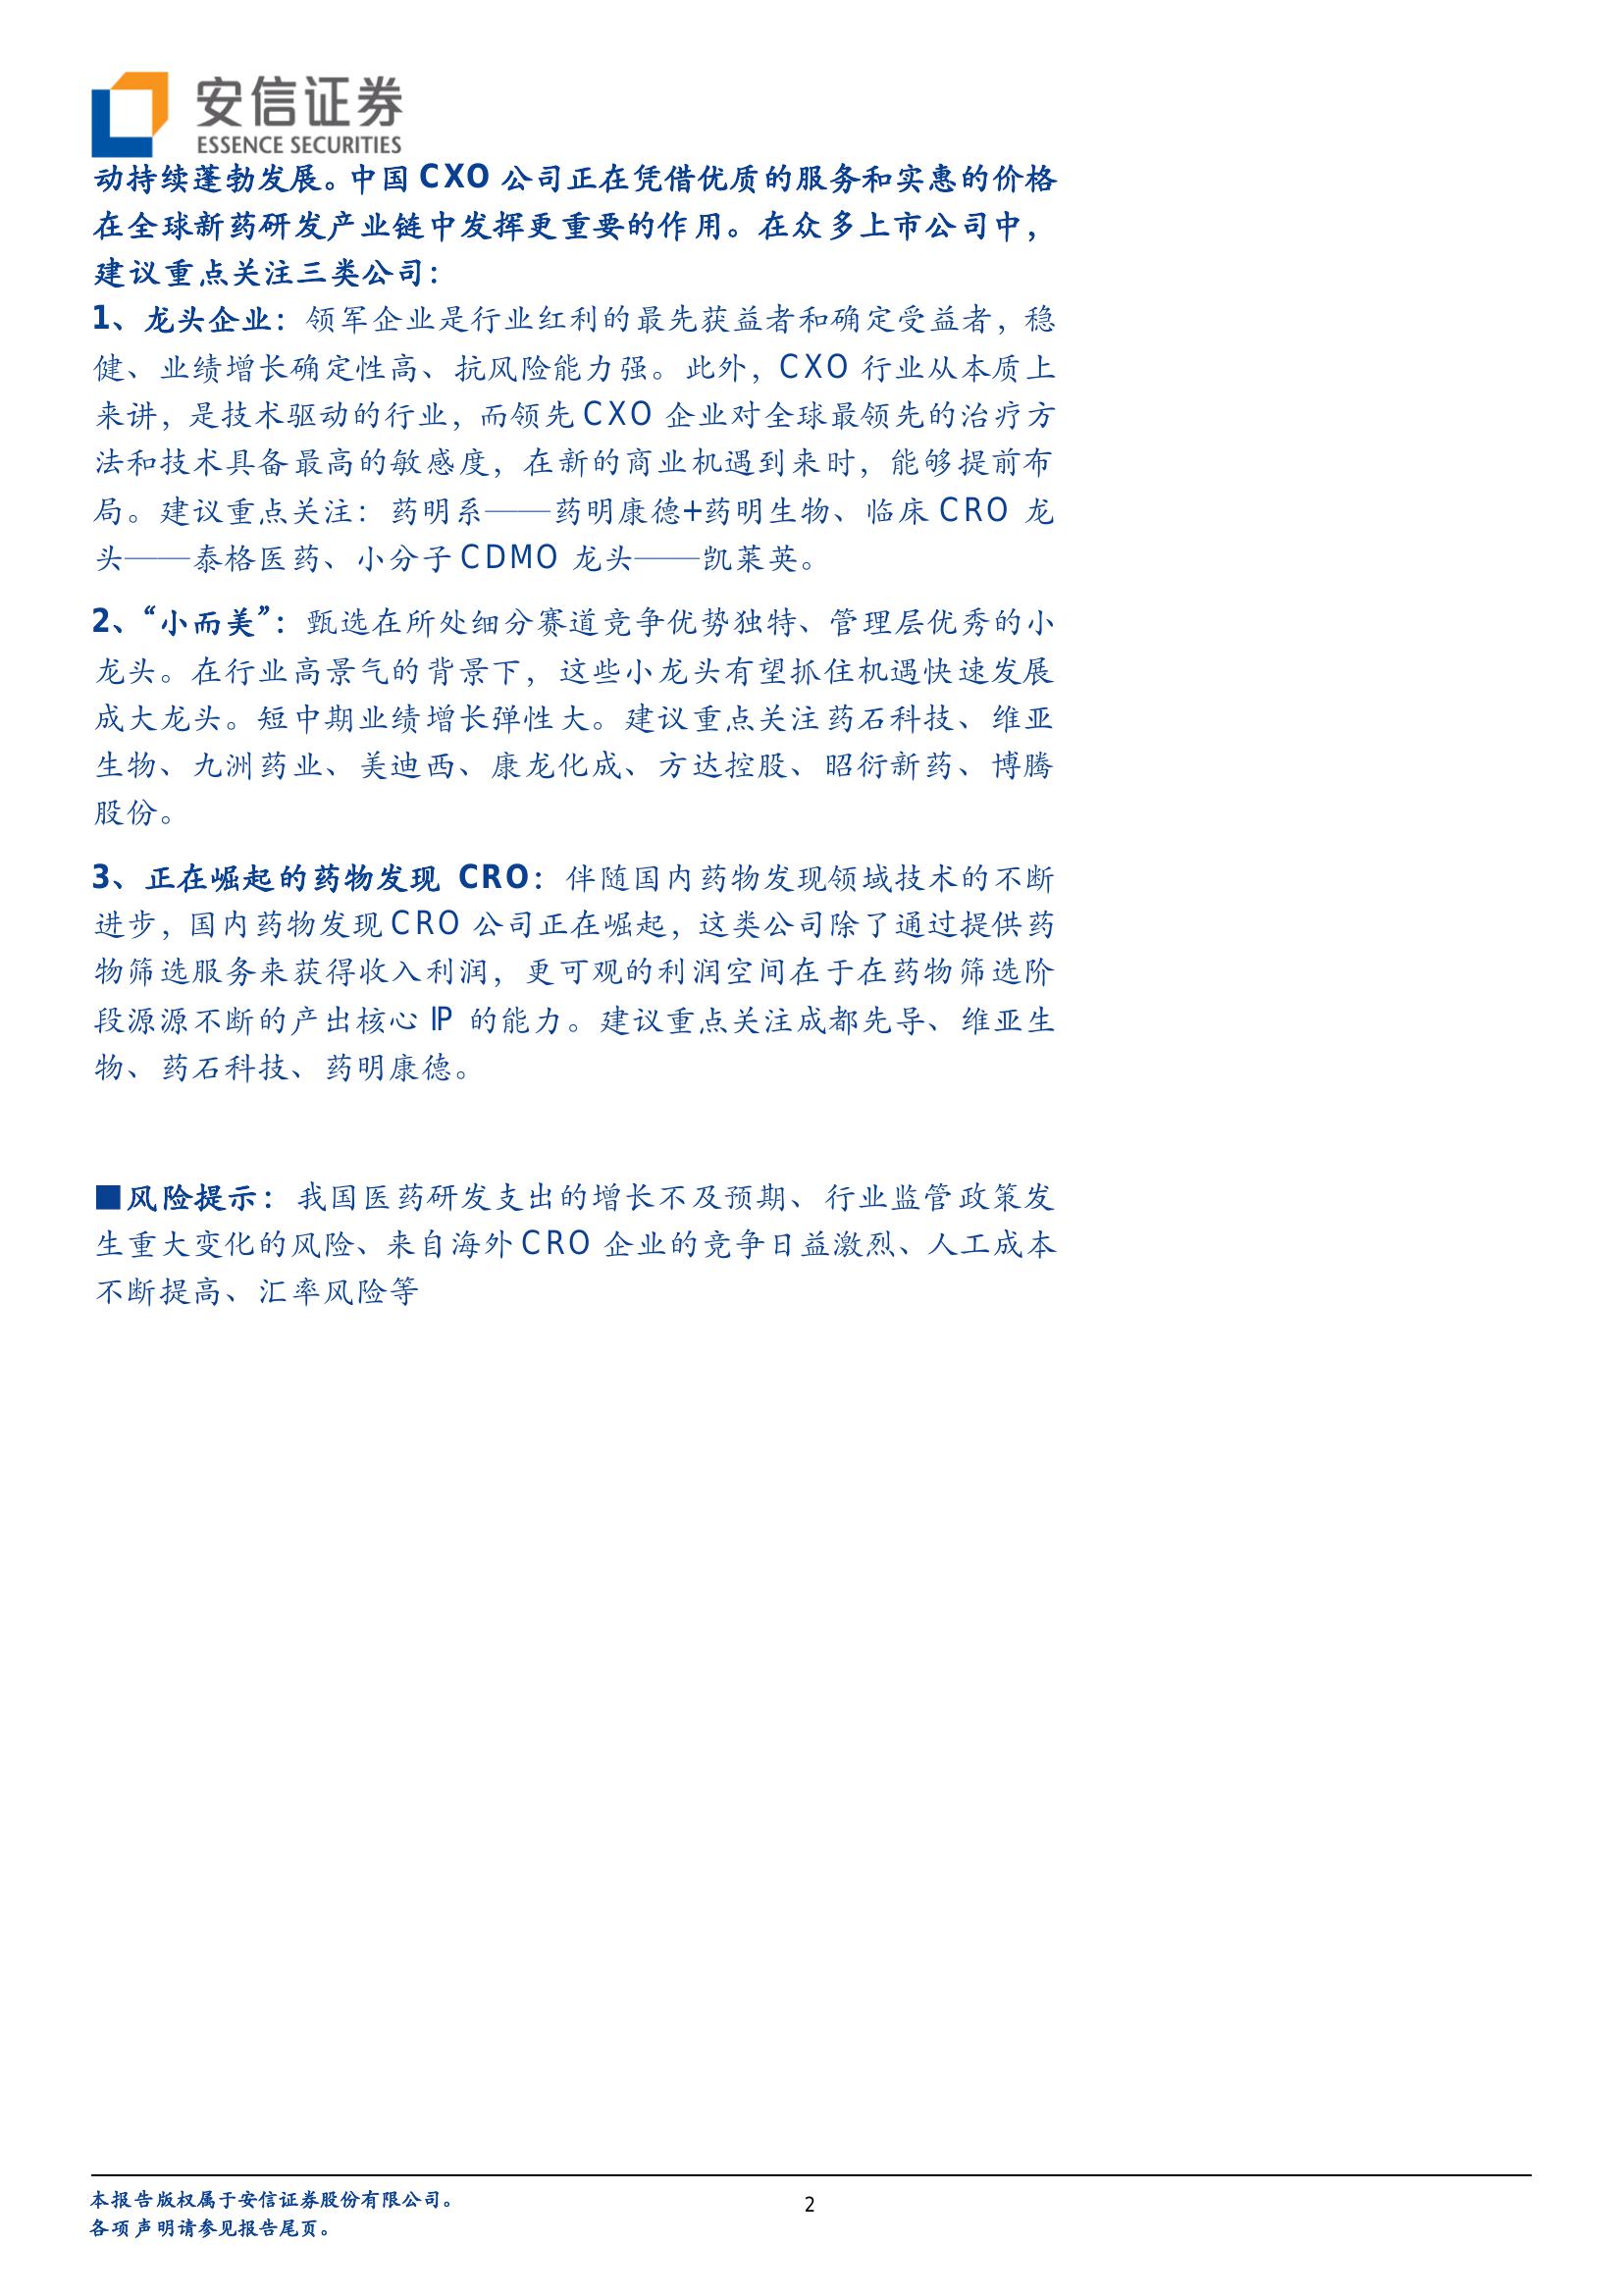 安信证券
ESSENCE SECURITIES
动持续蓬勃发展。中国 CXO 公司正在凭借优质的服务和实惠的价格
在全球新药研发产业链中发挥更重要的作用。在众多上市公司中，
建议重点关注三类公司：
1、龙头企业：领军企业是行业红利的最先获益者和确定受益者，稳
健、业绩增长确定性高、抗风险能力强。此外，CXO 行业从本质上
来讲，是技术驱动的行业，而领先 CXO 企业对全球最领先的治疗方
法和技术具备最高的敏感度，在新的商业机遇到来时，能够提前布
局。建议重点关注：药明系——药明康德+药明生物、临床 CRO 龙
头——泰格医药、小分子 CDMO 龙头——凯莱英。
2、“小而美”：甄选在所处细分赛道竞争优势独特、管理层优秀的小
龙头。在行业高景气的背景下，这些小龙头有望抓住机遇快速发展
成大龙头。短中期业绩增长弹性大。建议重点关注药石科技、维亚
生物、九洲药业、美迪西、康龙化成、方达控股、昭衍新药、博腾
股份。
3、正在崛起的药物发现 CRO：伴随国内药物发现领域技术的不断
进步，国内药物发现 CRO 公司正在崛起，这类公司除了通过提供药
物筛选服务来获得收入利润，更可观的利润空间在于在药物筛选阶
段源源不断的产出核心 IP 的能力。建议重点关注成都先导、维亚生
物、药石科技、药明康德。
■风险提示：我国医药研发支出的增长不及预期、行业监管政策发
生重大变化的风险、来自海外 CRO 企业的竞争日益激烈、人工成本
不断提高、汇率风险等
本报告版权属于安信证券股份有限公司。
各项声明请参见报告尾页。
2